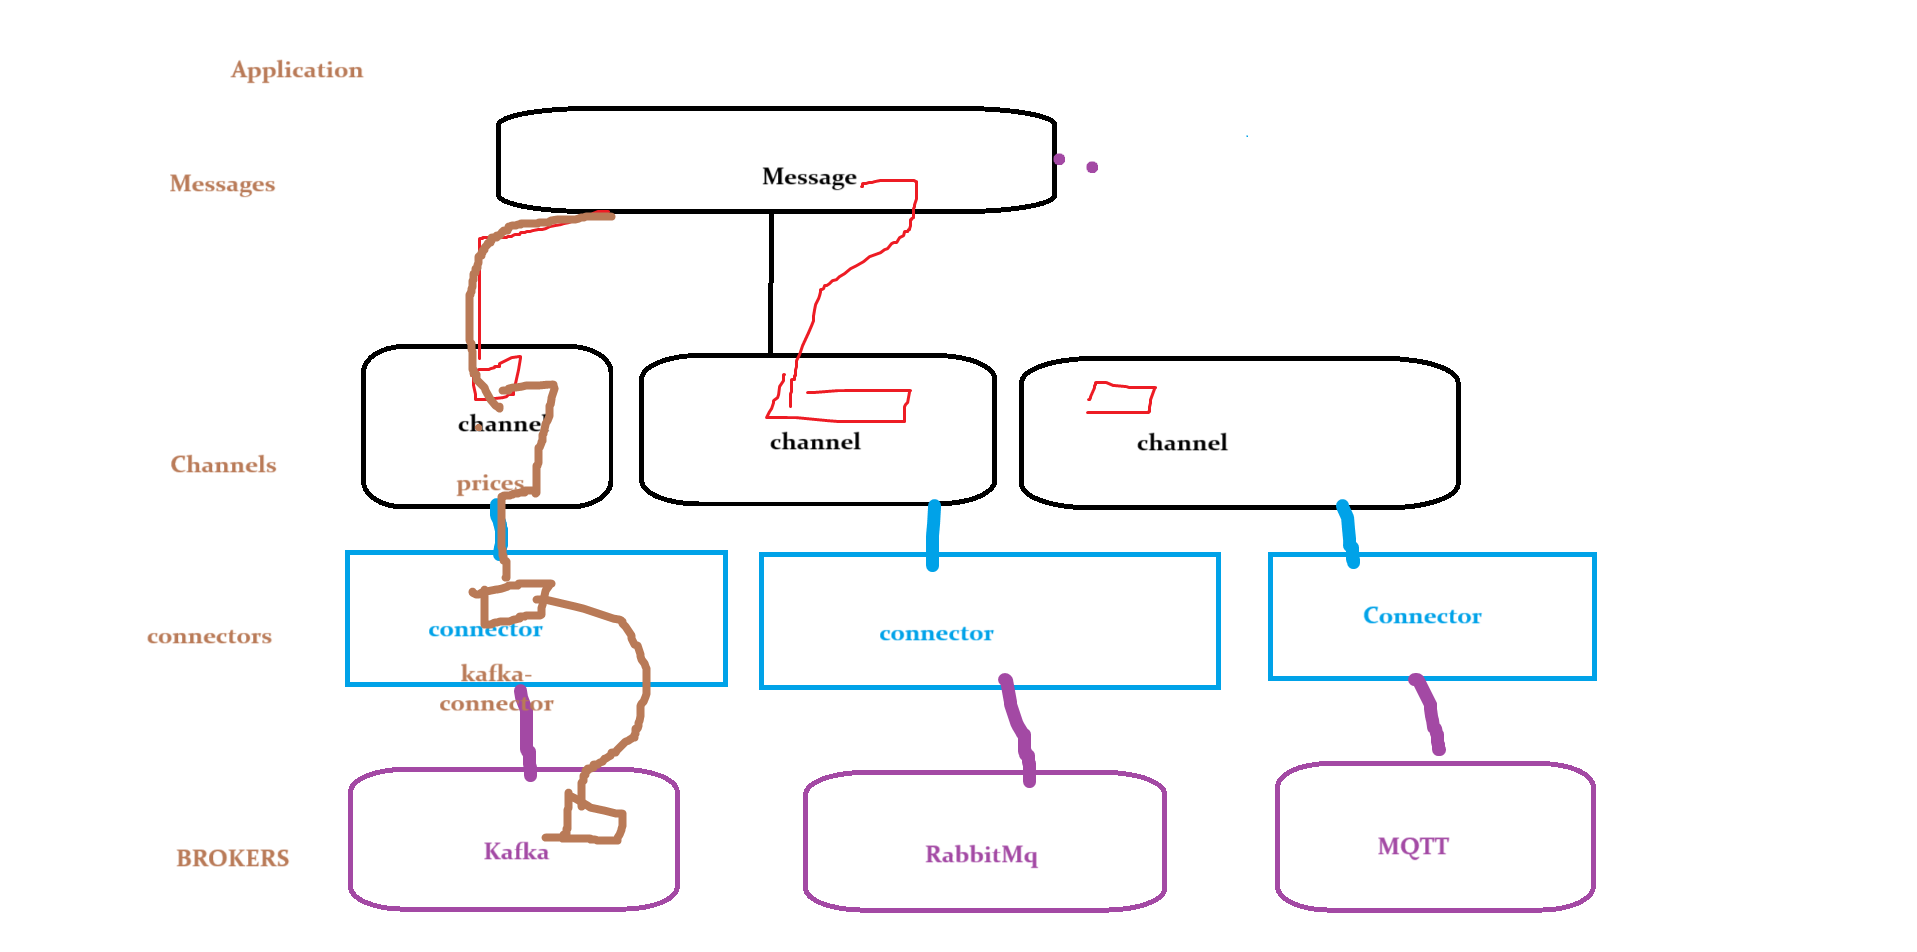 Application
Message
Messages
channel
channel
channel
Channels
prices
connector
connector
Connector
connectors
kafka-
connector
Kafka
RabbitMq
MQTT
BROKERS